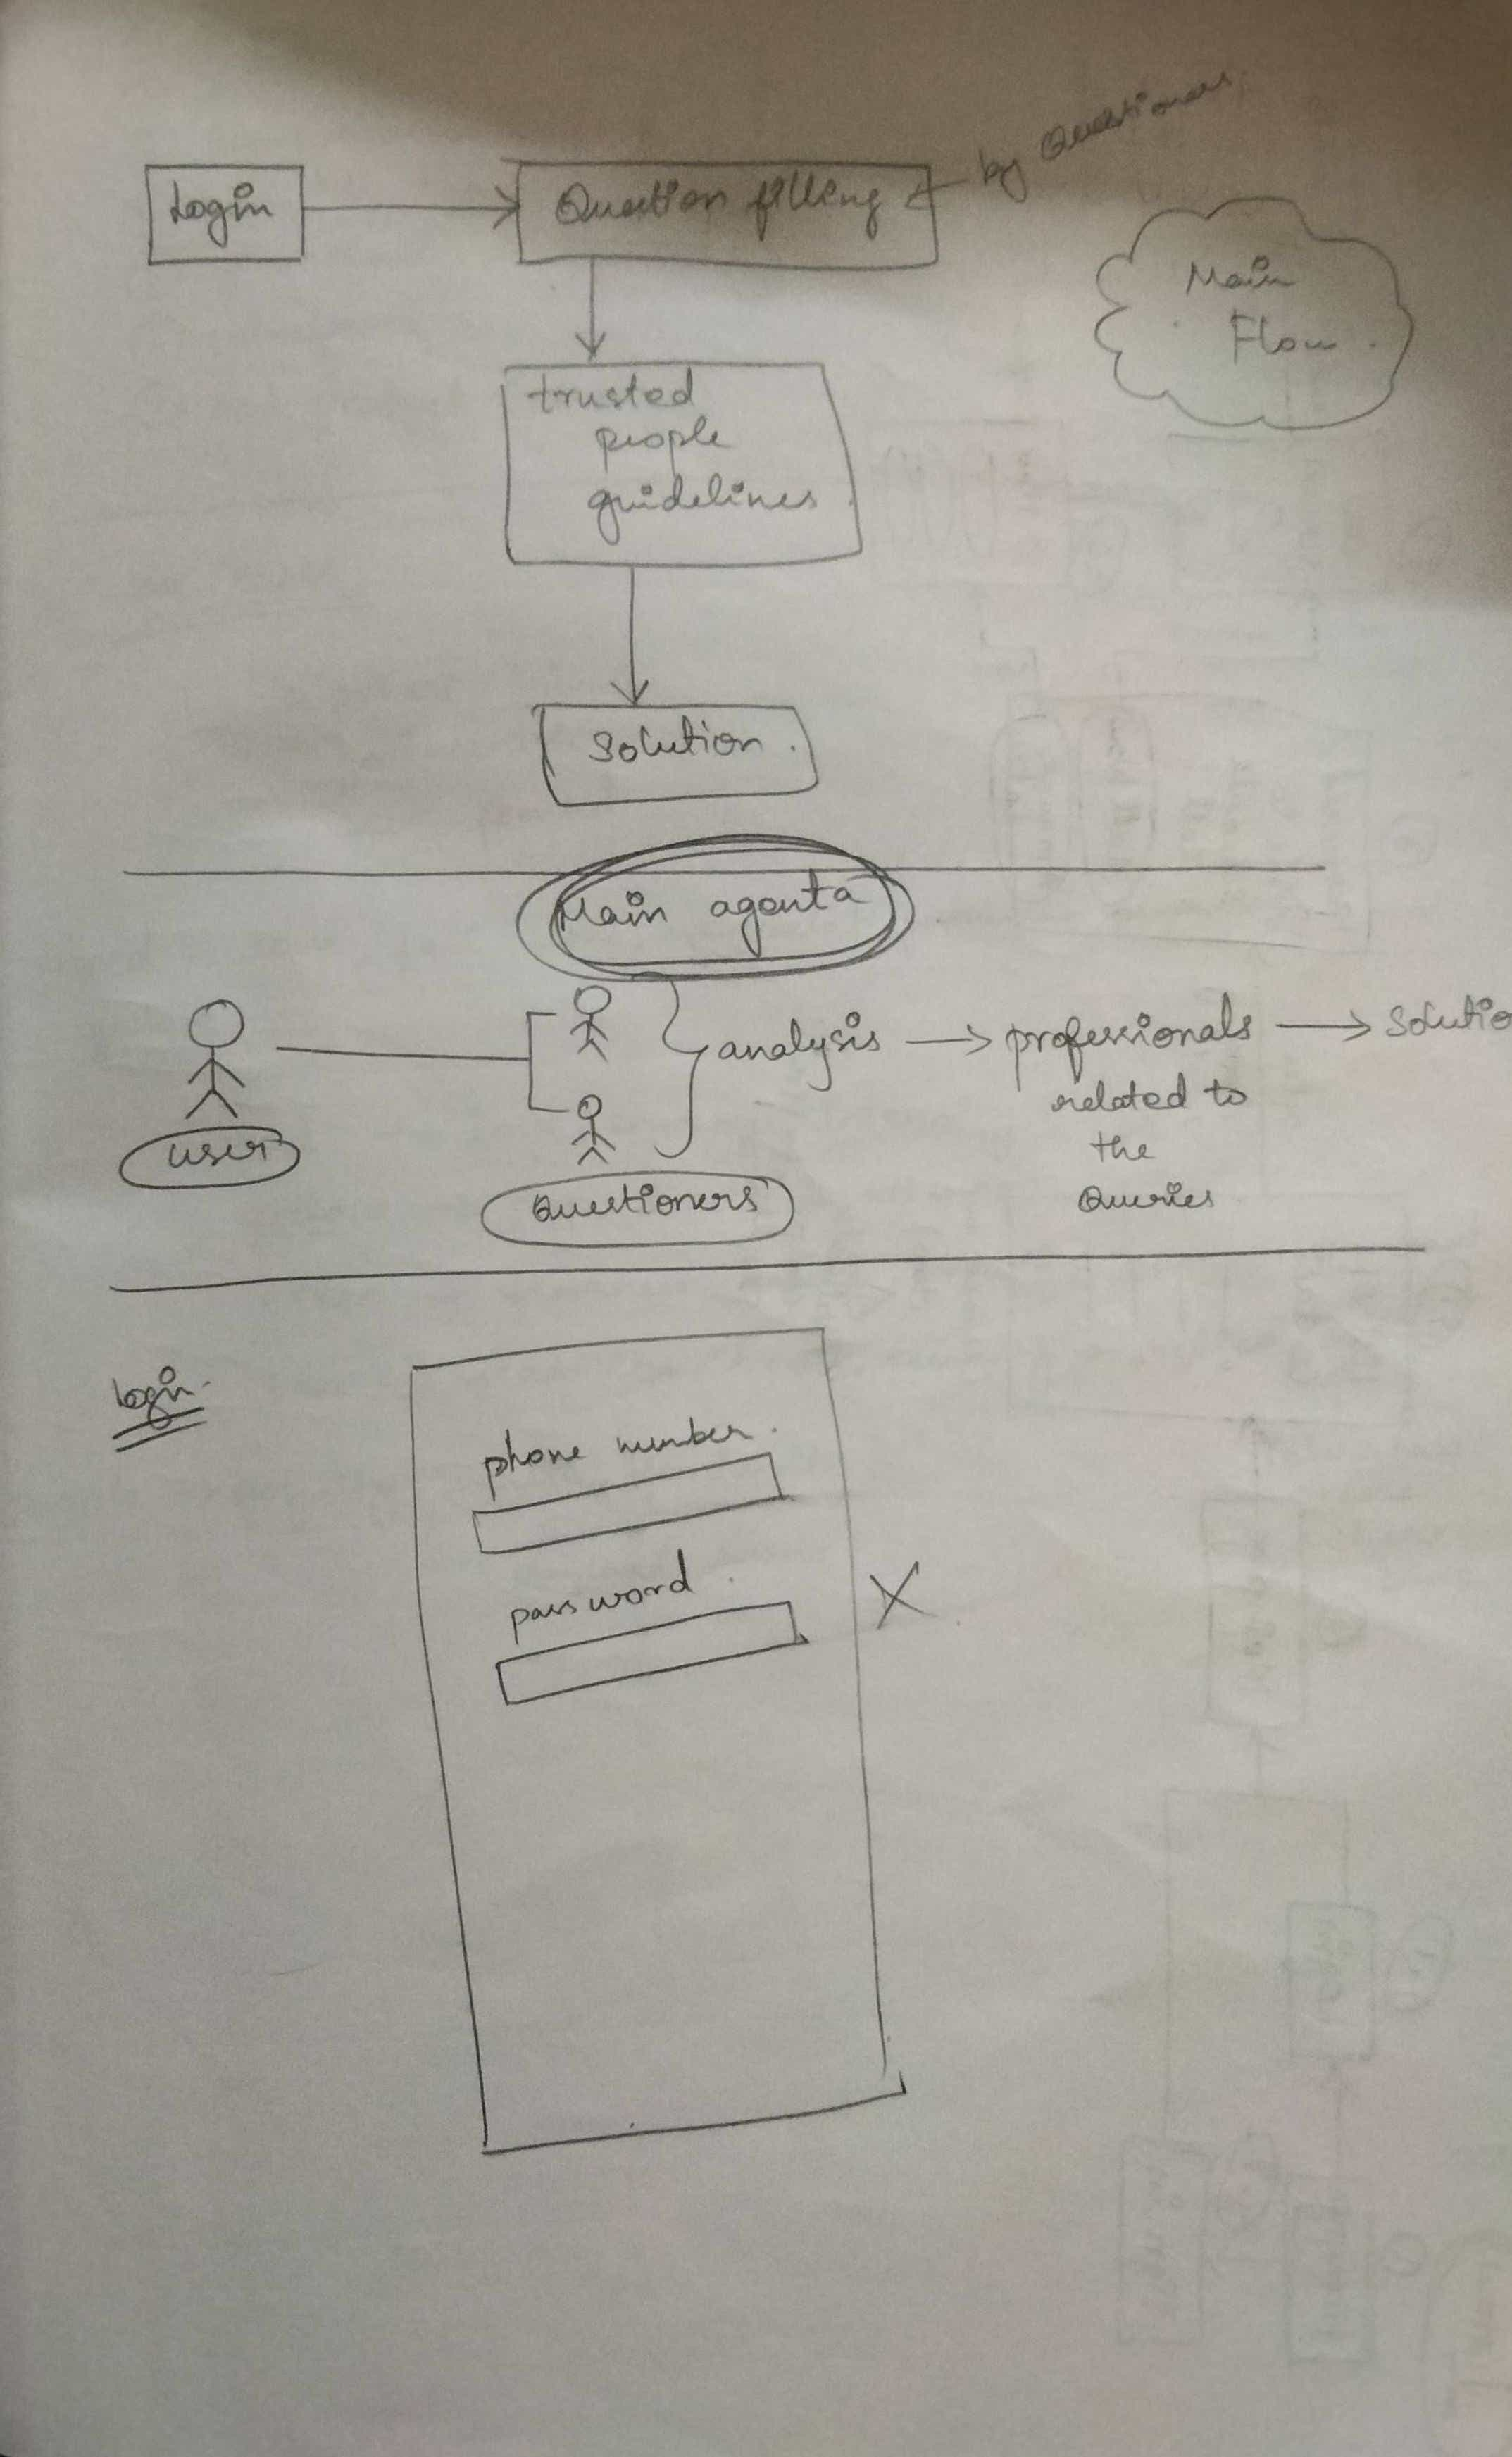 Login
Question filling
by Questioners
Main
Flow.
trusted
people
guidelines.
Solution.
Main agenta
user
Questioners
analysis
professionals
related to
the
Queries
Solutio
login.
phone number.
password.
X